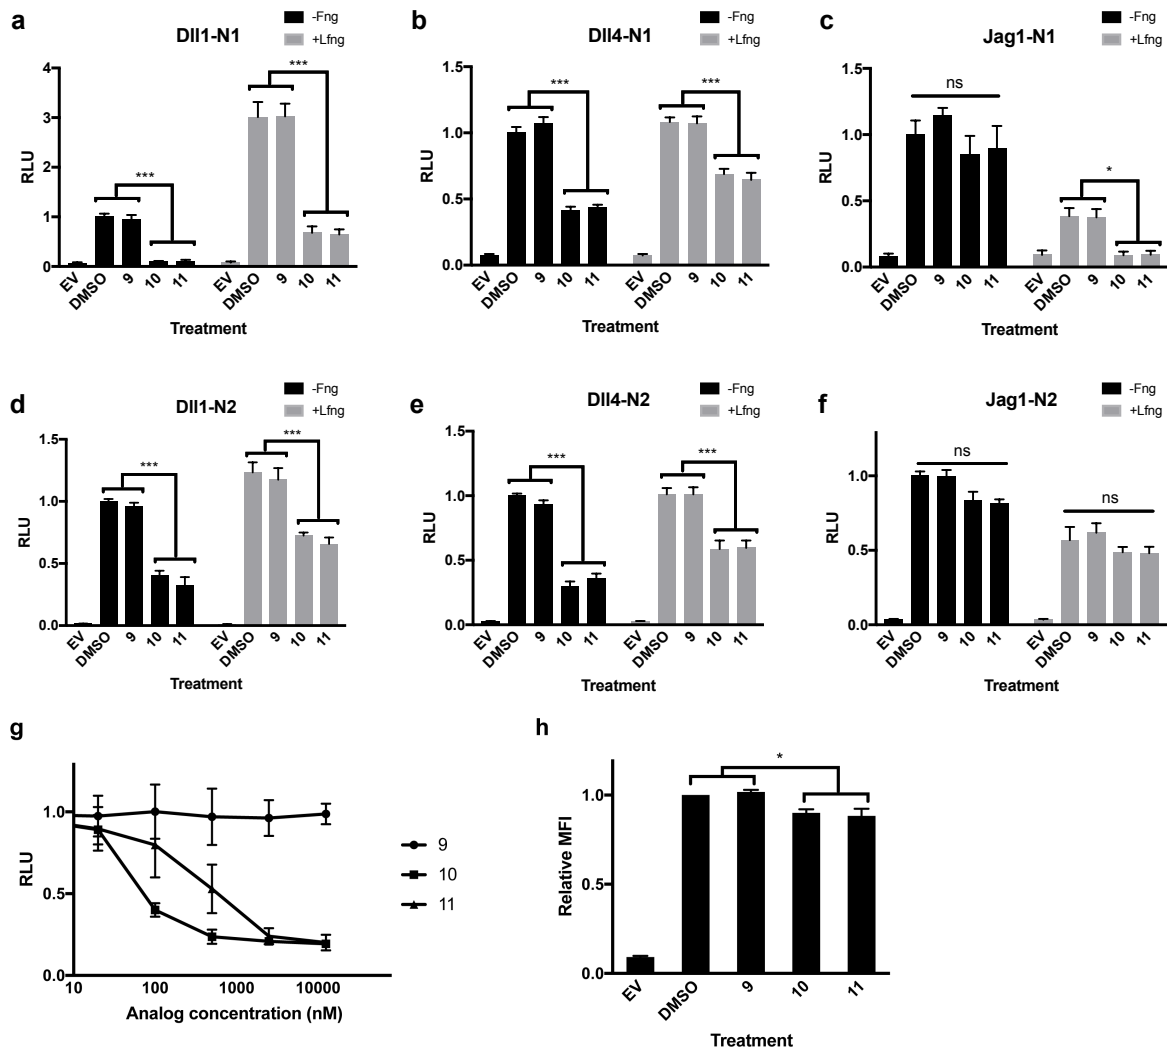 a
Dll1-N1
-Fng
+Lfng
RLU
4
3
2
1
0
***
***
EV
DMSO
9
10
11
EV
DMSO
9
10
11
Treatment
b
Dll4-N1
-Fng
+Lfng
RLU
1.5
1.0
0.5
0.0
***
***
EV
DMSO
9
10
11
EV
DMSO
9
10
11
Treatment
c
Jag1-N1
-Fng
+Lfng
RLU
1.5
1.0
0.5
0.0
ns
*
EV
DMSO
9
10
11
EV
DMSO
9
10
11
Treatment
d
Dll1-N2
-Fng
+Lfng
RLU
1.5
1.0
0.5
0.0
***
***
EV
DMSO
9
10
11
EV
DMSO
9
10
11
Treatment
e
Dll4-N2
-Fng
+Lfng
RLU
1.5
1.0
0.5
0.0
***
***
EV
DMSO
9
10
11
EV
DMSO
9
10
11
Treatment
f
Jag1-N2
-Fng
+Lfng
RLU
1.0
0.5
0.0
ns
ns
EV
DMSO
9
10
11
EV
DMSO
9
10
11
Treatment
g
RLU
1.0
0.5
0.0
10
100
1000
10000
Analog concentration (nM)
9
10
11
h
Relative MFI
1.0
0.5
0.0
*
EV
DMSO
9
10
11
Treatment